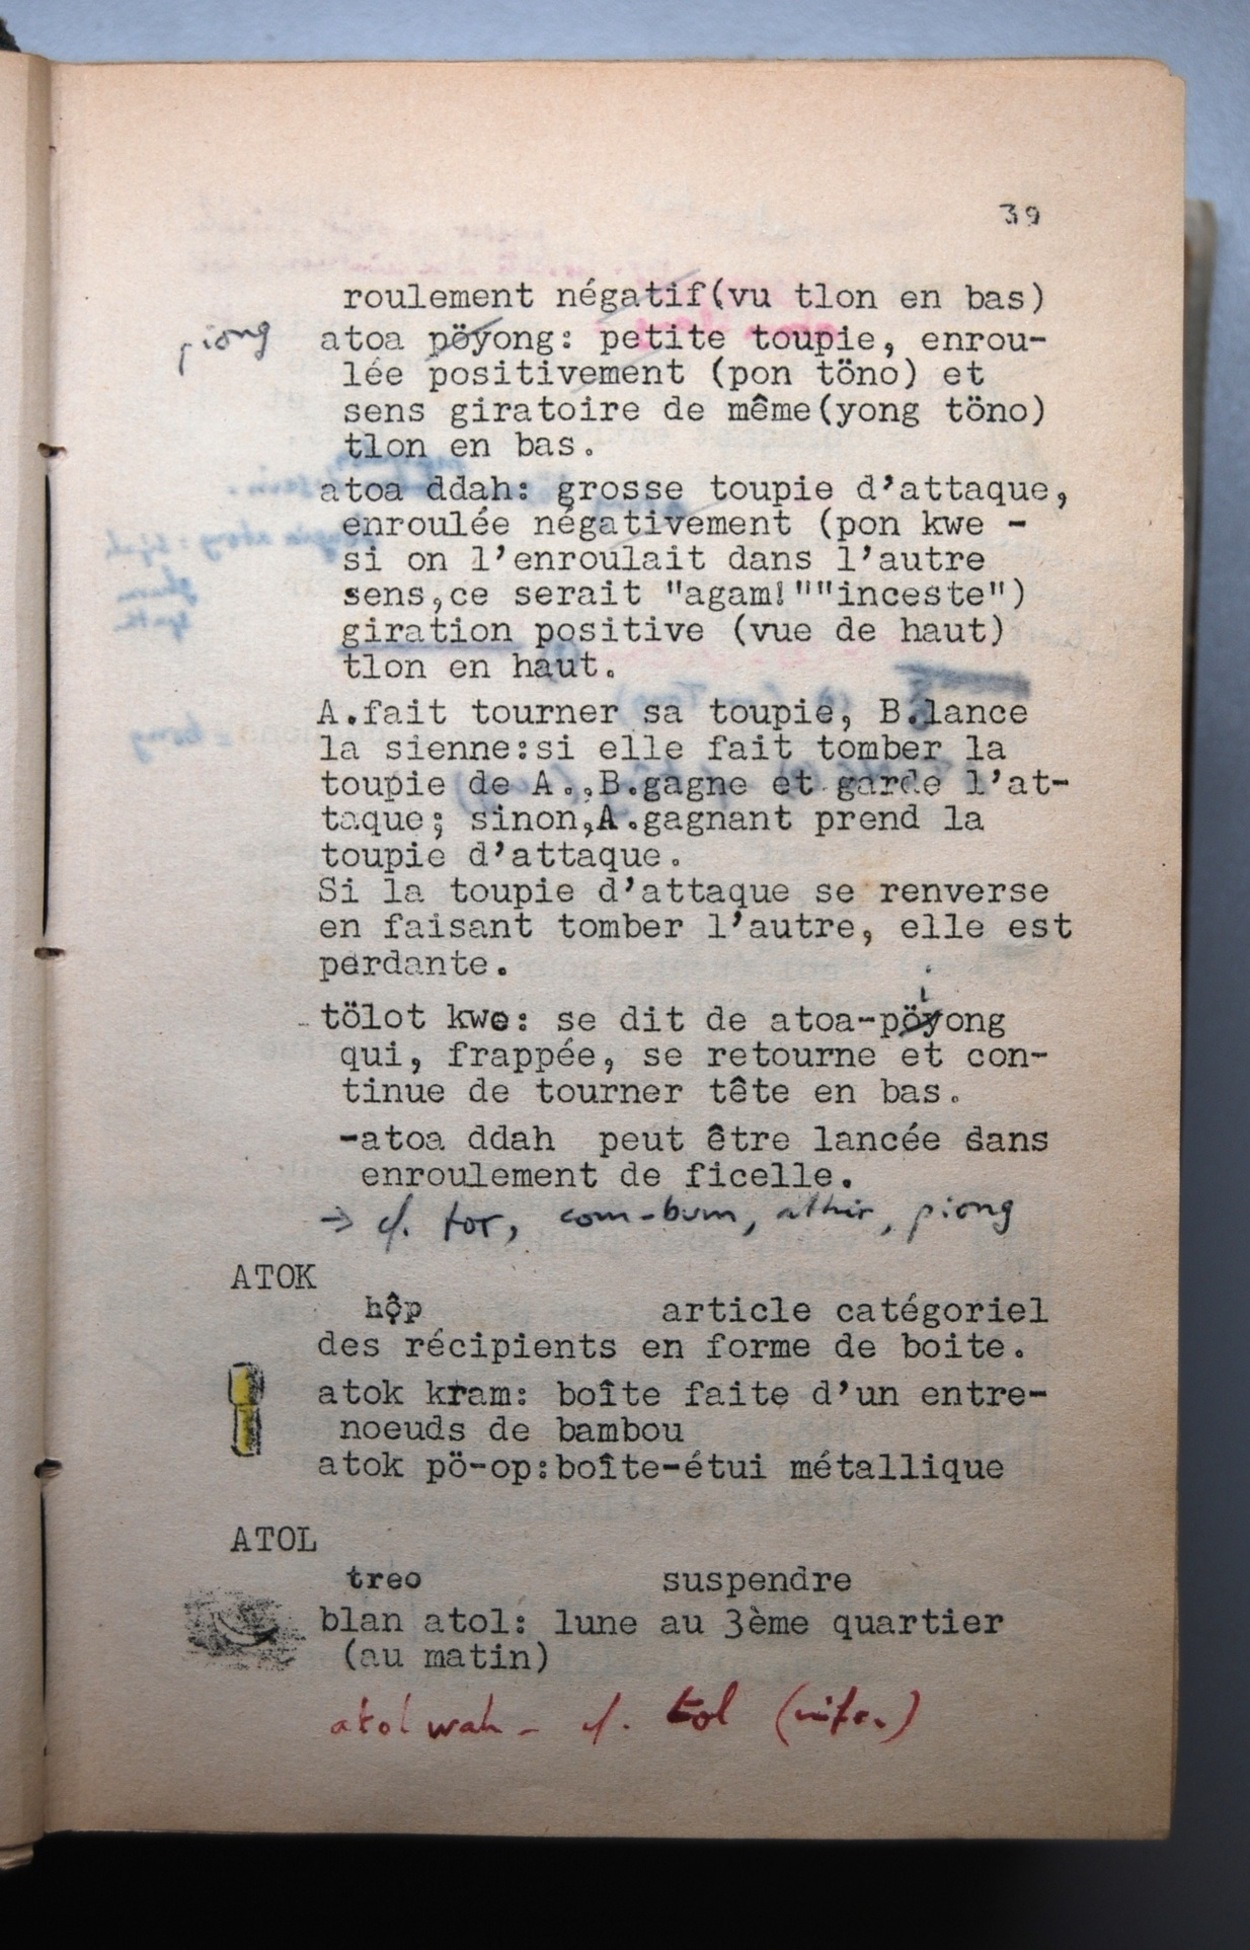 39
roulement négatif(vu tlon en bas)
piong
atoa pöyong: petite toupie, enrou-
lée positivement (pon töno) et
sens giratoire de même(yong töno)
tlon en bas.
atoa ddah: grosse toupie d'attaque,
enroulée négativement (pon kwe -
si on l'enroulait dans l'autre
sens,ce serait "agam!""inceste")
giration positive (vue de haut)
tlon en haut.
A.fait tourner sa toupie, B.lance
la sienne:si elle fait tomber la
toupie de A.,B.gagne et garde l'at-
taque; sinon,A.gagnant prend la
toupie d'attaque.
Si la toupie d'attaque se renverse
en faisant tomber l'autre, elle est
perdante.
i
tölot kwe: se dit de atoa-pöyong
qui, frappée, se retourne et con-
tinue de tourner tête en bas.
-atoa ddah peut être lancée sans
enroulement de ficelle.
→ cf. tor, com-bum, athir, piong
ATOK
hộp article catégoriel
des récipients en forme de boite.
atok kram: boîte faite d'un entre-
noeuds de bambou
atok pö-op:boîte-étui métallique
ATOL
treo suspendre
blan atol: lune au 3ème quartier
(au matin)
atol wah - cf. tol (infra)